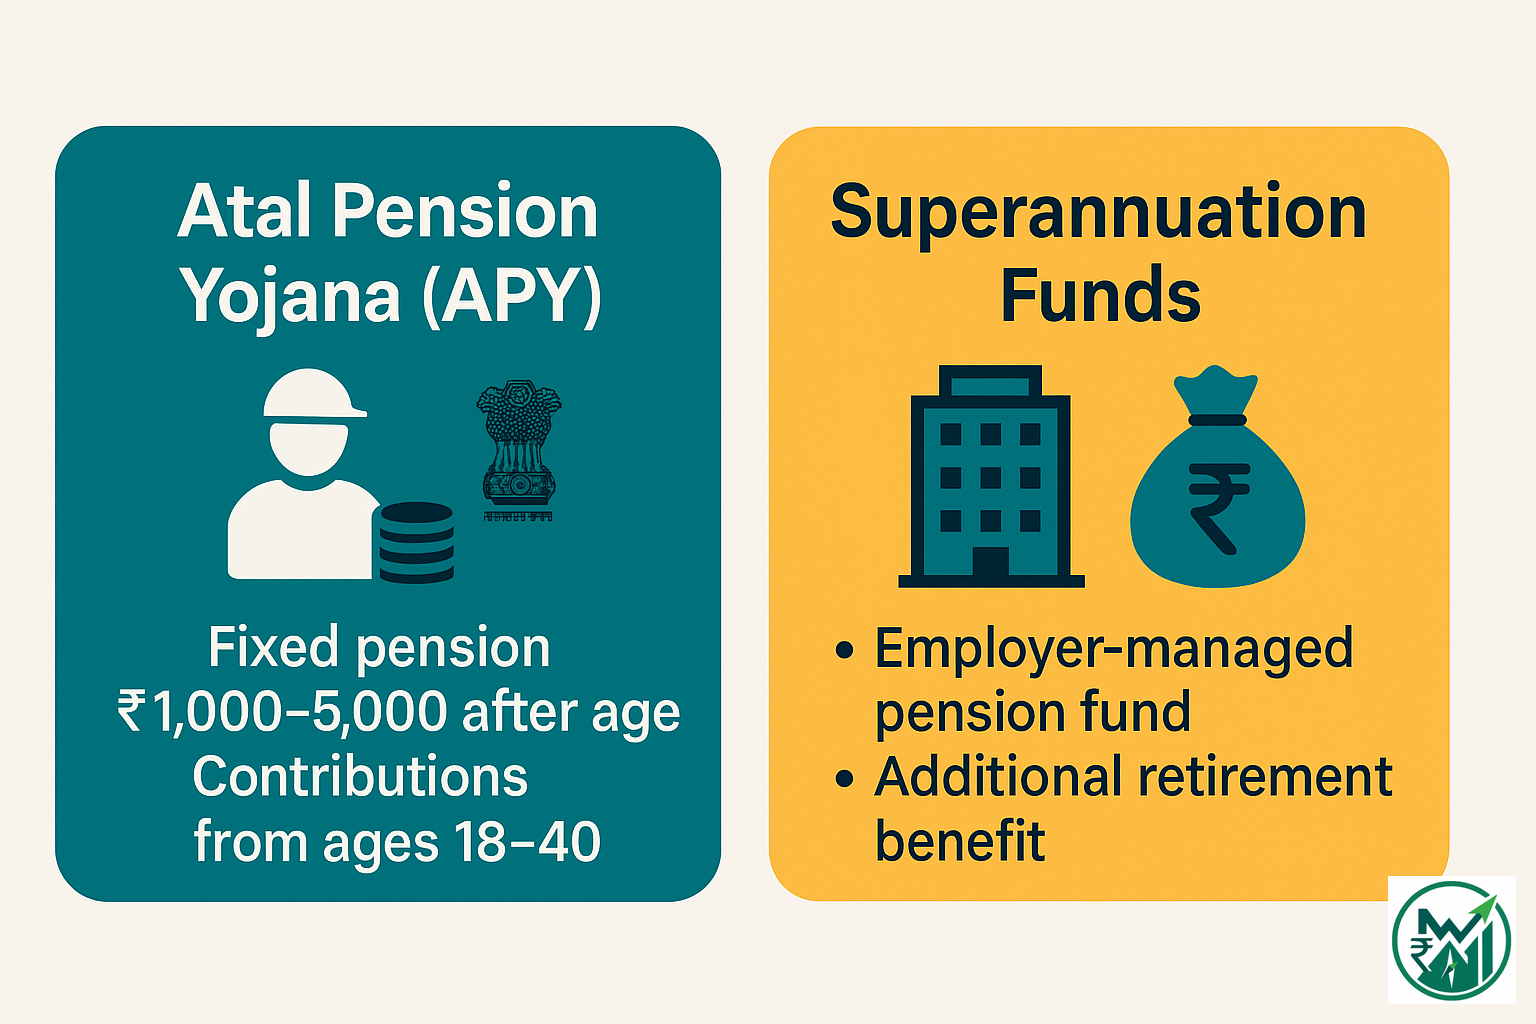 Atal Pension
Yojana (APY)
Fixed pension
₹1,000–5,000 after age
Contributions
from ages 18–40
Superannuation
Funds
₹
• Employer-managed
pension fund
• Additional retirement
benefit
₹